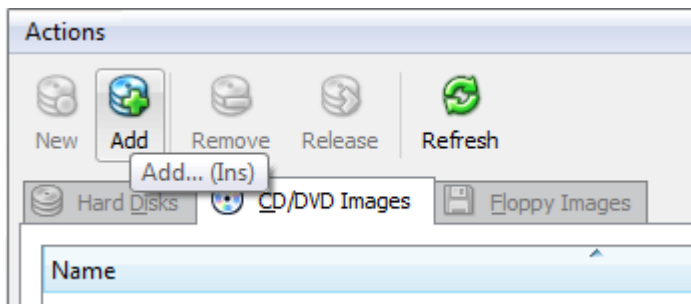 Actions
New Add Remove Release Refresh
Add... (Ins)
Hard Disks CD/DVD Images Floppy Images
Name